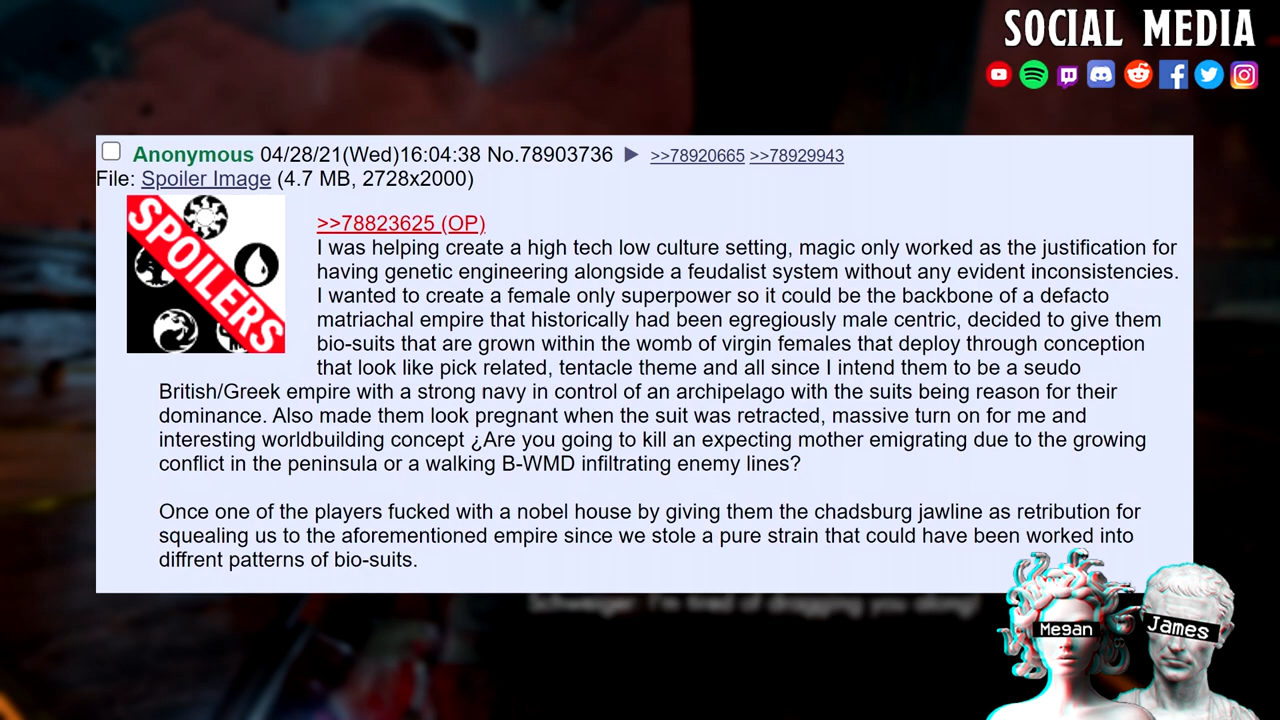 SOCIAL MEDIA
Anonymous 04/28/21(Wed)16:04:38 No.78903736 ▶ >>78920665 >>78929943
File: Spoiler Image (4.7 MB, 2728x2000)
SPOILERS
>>78823625 (OP)
I was helping create a high tech low culture setting, magic only worked as the justification for
having genetic engineering alongside a feudalist system without any evident inconsistencies.
I wanted to create a female only superpower so it could be the backbone of a defacto
matriachal empire that historically had been egregiously male centric, decided to give them
bio-suits that are grown within the womb of virgin females that deploy through conception
that look like pick related, tentacle theme and all since I intend them to be a seudo
British/Greek empire with a strong navy in control of an archipelago with the suits being reason for their
dominance. Also made them look pregnant when the suit was retracted, massive turn on for me and
interesting worldbuilding concept ¿Are you going to kill an expecting mother emigrating due to the growing
conflict in the peninsula or a walking B-WMD infiltrating enemy lines?
Once one of the players fucked with a nobel house by giving them the chadsburg jawline as retribution for
squealing us to the aforementioned empire since we stole a pure strain that could have been worked into
diffrent patterns of bio-suits.
Schweiger: I'm tired of dragging you along!
Megan
James